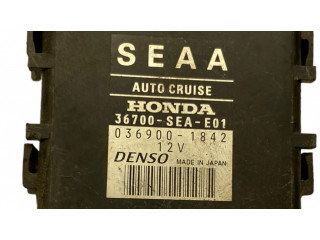 SEAA
AUTO CRUISE
HONDA
36700-SEA-E01
036900-1842
12V
DENSO MADE IN JAPAN